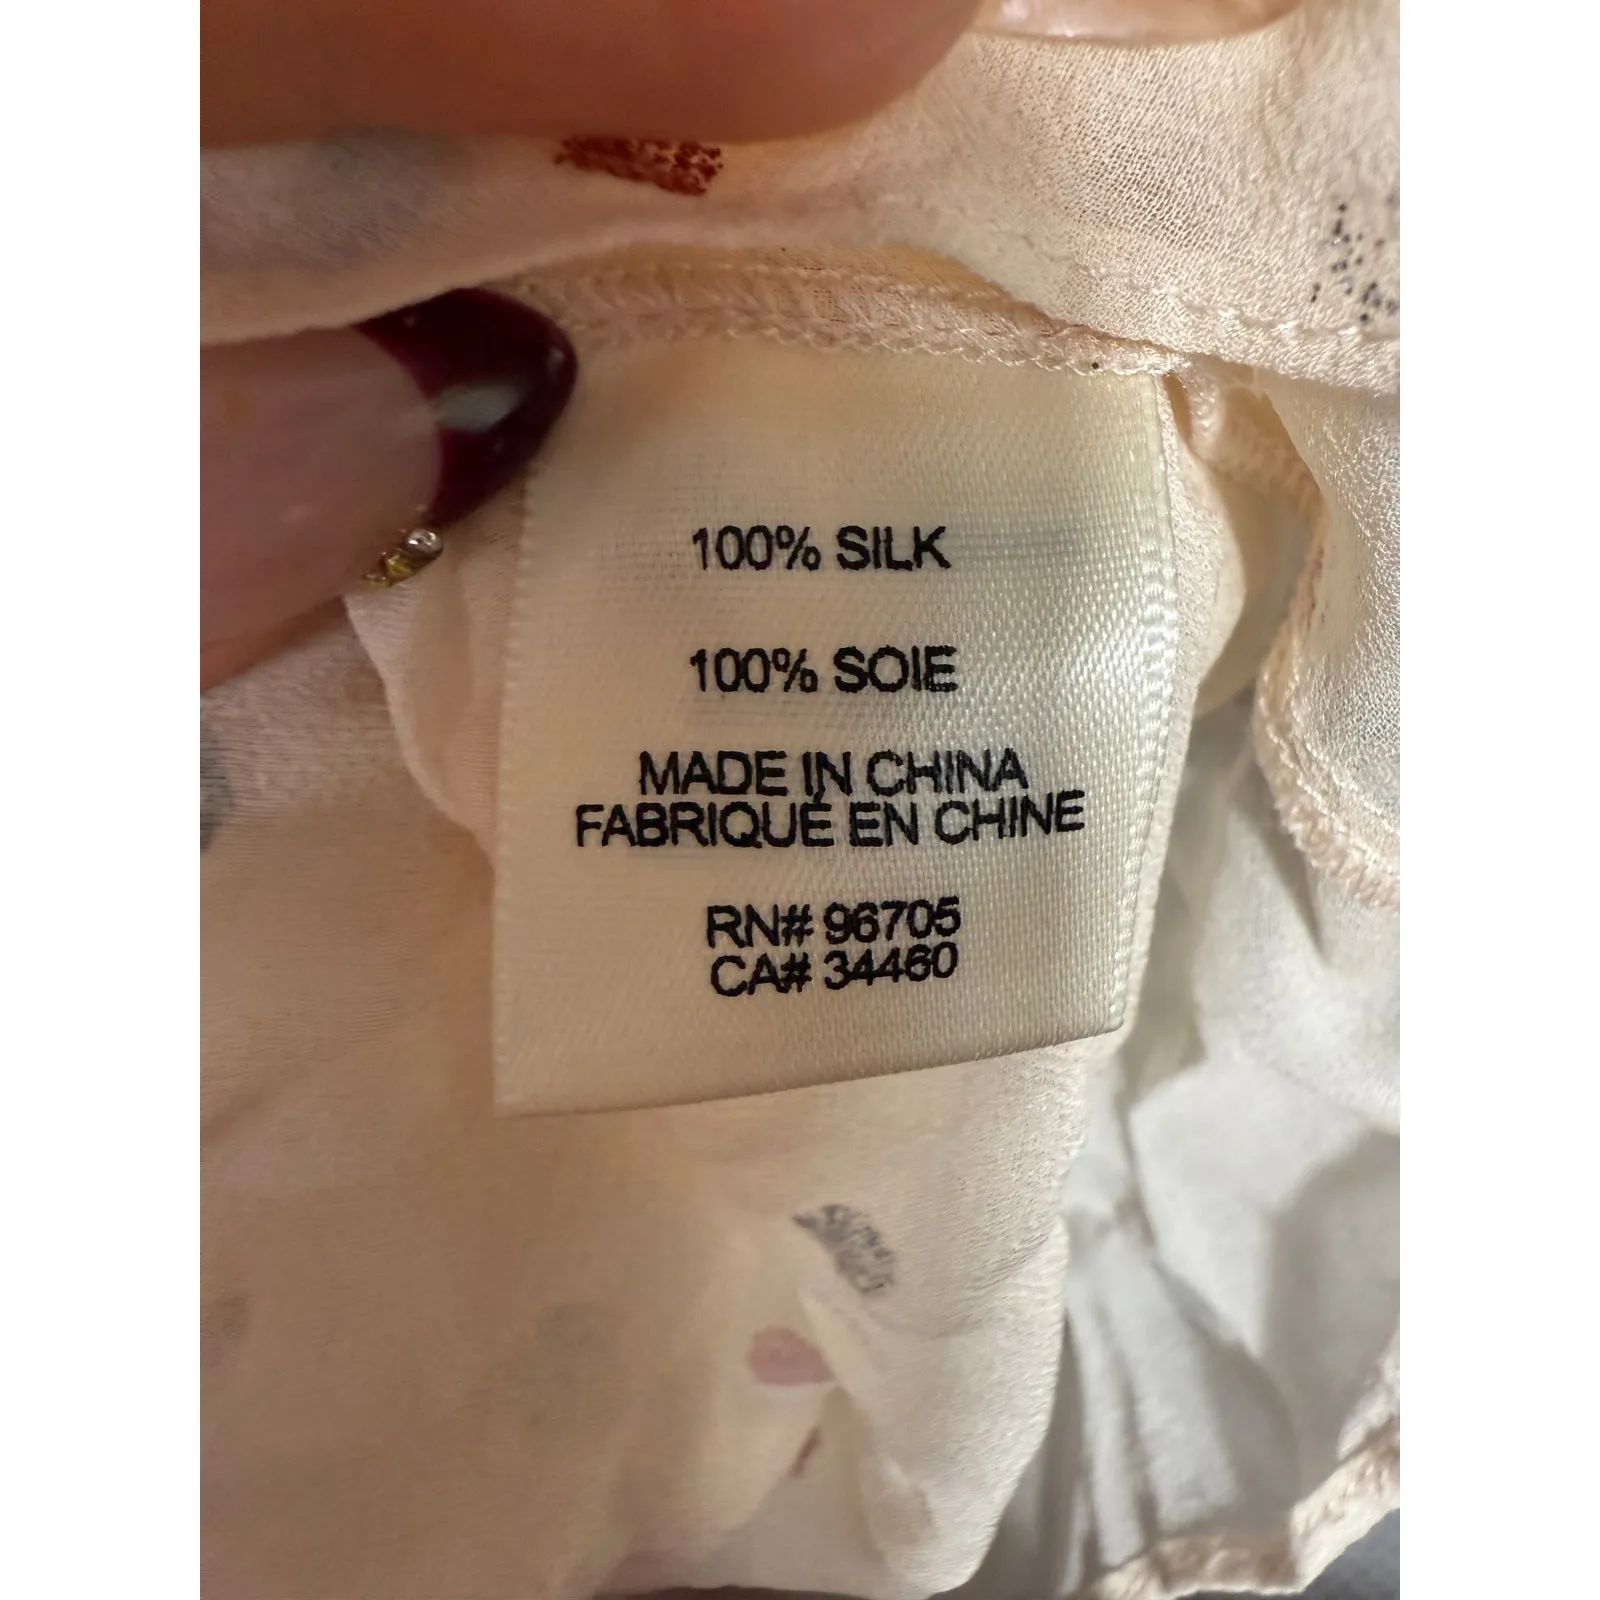 100% SILK
100% SOIE
MADE IN CHINA
FABRIQUÉ EN CHINE
RN# 96705
CA# 34460